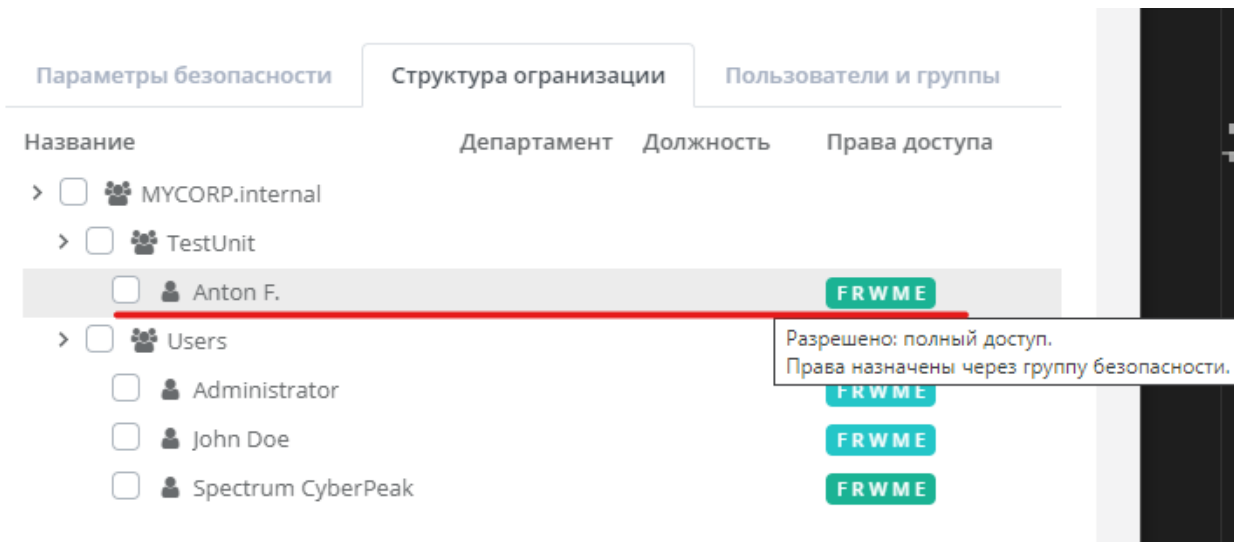 Параметры безопасности Структура огранизации Пользователи и группы
Название Департамент Должность Права доступа
MYCORP.internal
TestUnit
Anton F. FRWME
Users
Разрешено: полный доступ.
Права назначены через группу безопасности.
Administrator FRWME
John Doe FRWME
Spectrum CyberPeak FRWME